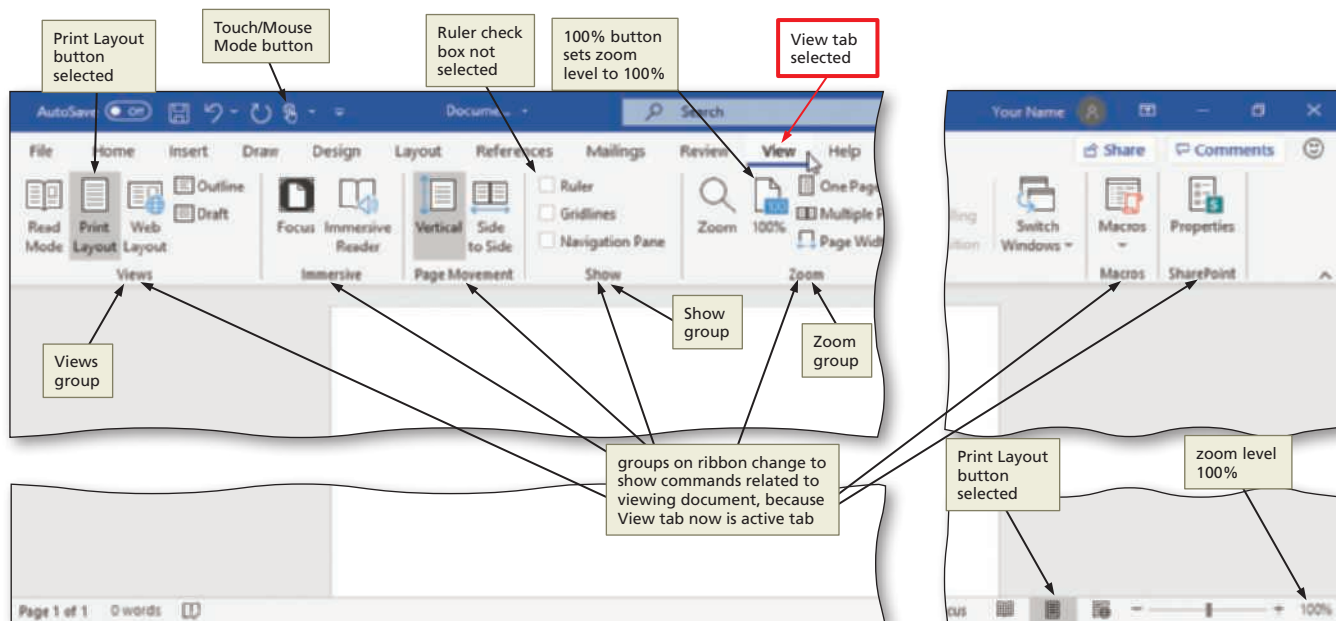 Print Layout
button
selected
Touch/Mouse
Mode button
Ruler check
box not
selected
100% button
sets zoom
level to 100%
View tab
selected
AutoSave Off Docume... Search Your Name
File Home Insert Draw Design Layout References Mailings Review View Help Share Comments
Read
Mode
Print
Layout
Web
Layout
Outline
Draft
Views
Focus
Immersive
Reader
Immersive
Vertical
Side
to Side
Page Movement
Ruler
Gridlines
Navigation Pane
Show
Zoom
100%
One Page
Multiple P
Page Widt
Zoom
Switch
Windows
Macros
Macros
Properties
SharePoint
Views
group
Show
group
Zoom
group
groups on ribbon change to
show commands related to
viewing document, because
View tab now is active tab
Print Layout
button
selected
zoom level
100%
Page 1 of 1 0 words
cus 100%